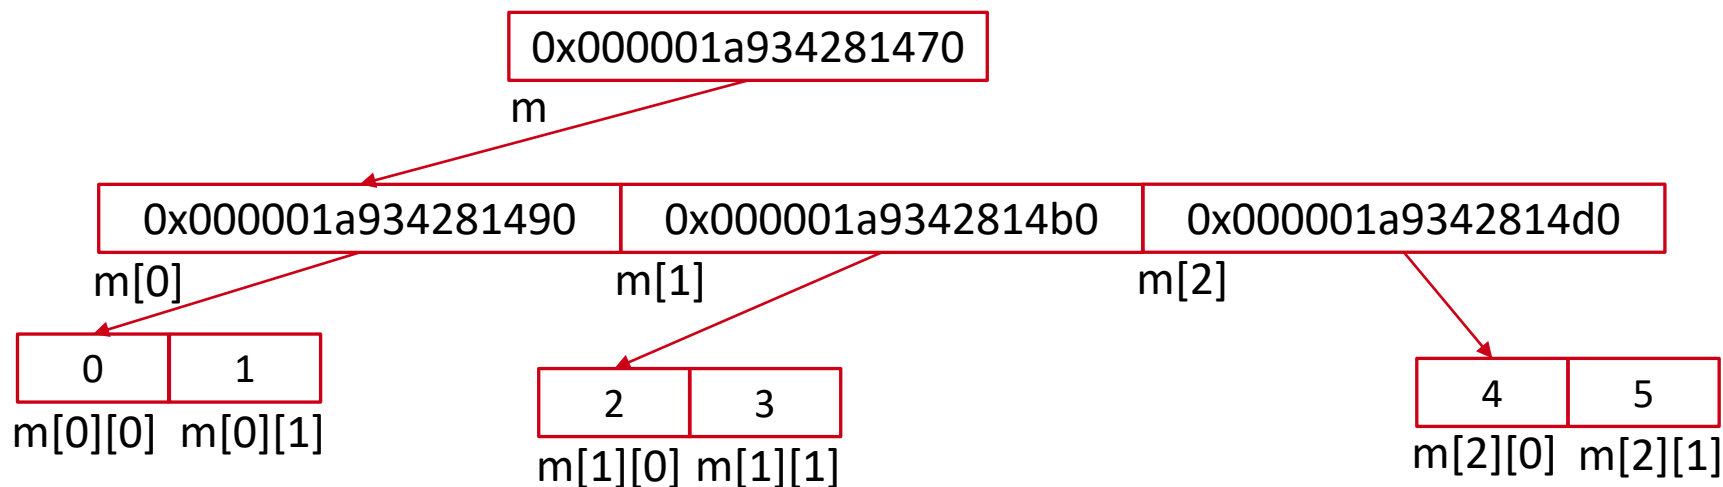 0x000001a934281470
m
0x000001a934281490 0x000001a9342814b0 0x000001a9342814d0
m[0] m[1] m[2]
0 1 2 3 4 5
m[0][0] m[0][1] m[1][0] m[1][1] m[2][0] m[2][1]